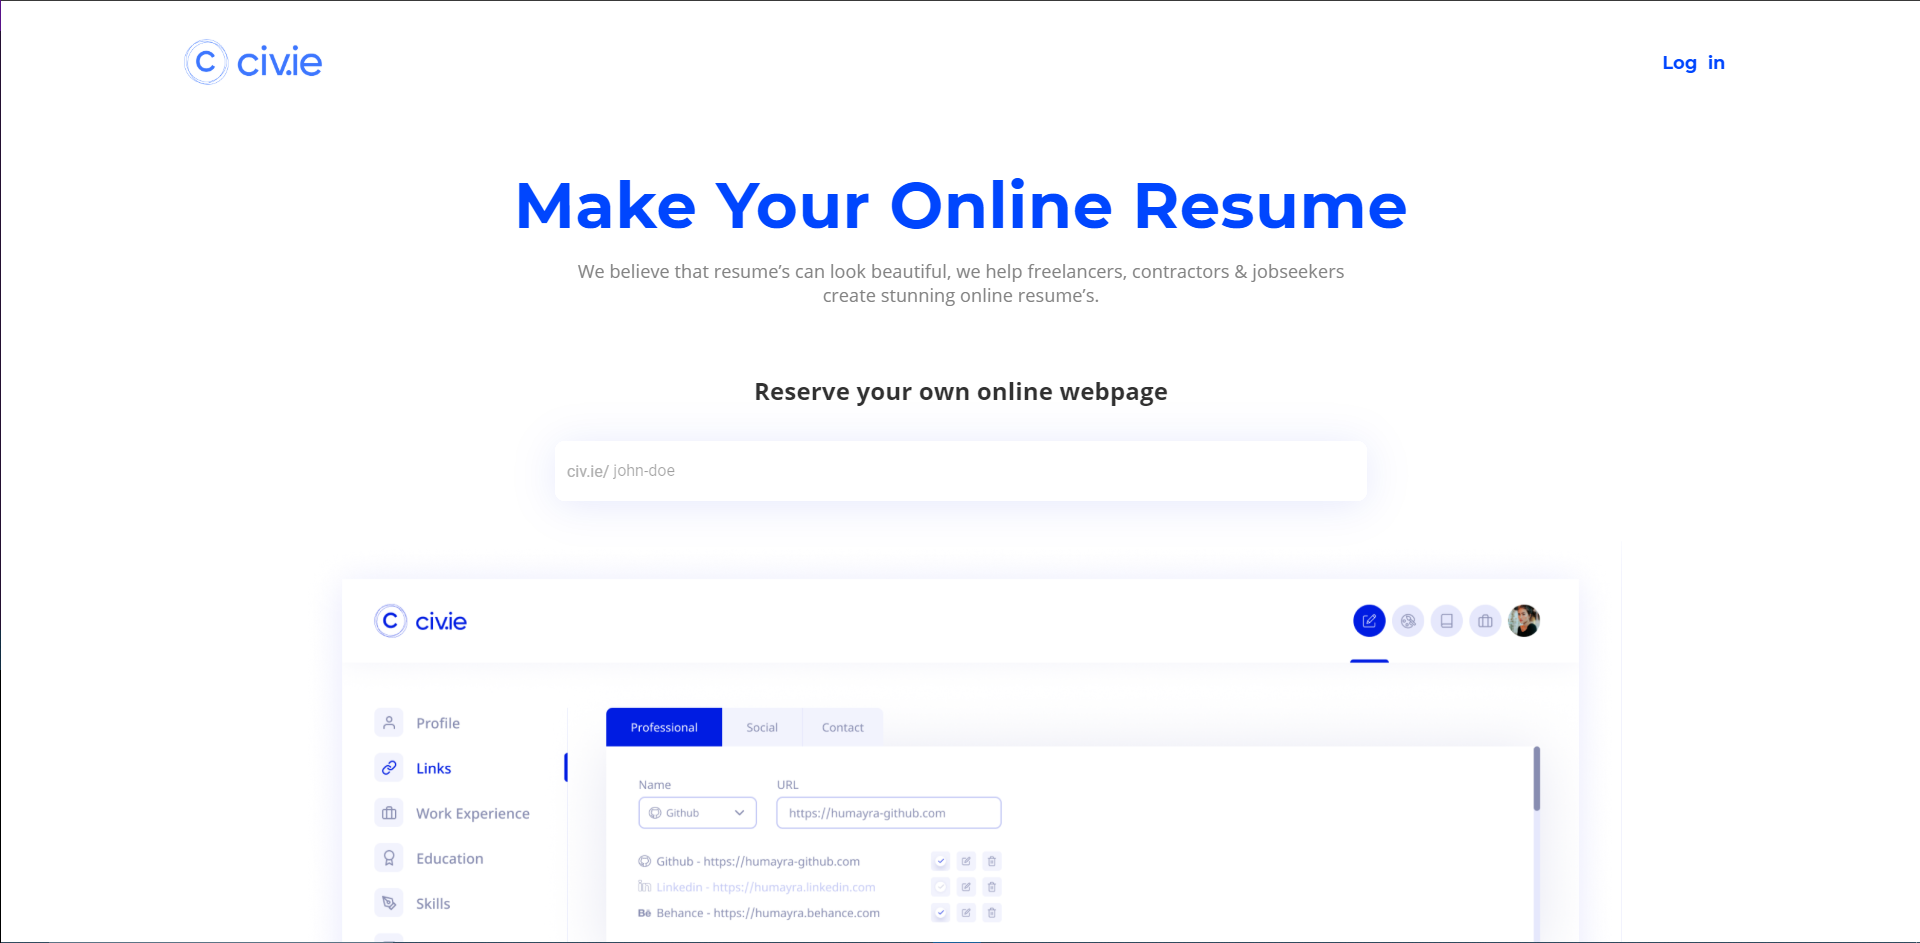 C civ.ie
Log in
Make Your Online Resume
We believe that resume’s can look beautiful, we help freelancers, contractors & jobseekers
create stunning online resume’s.
Reserve your own online webpage
civ.ie/ john-doe
C civ.ie
Profile
Links
Work Experience
Education
Skills
Professional
Social
Contact
Name
URL
Github
https://humayra-github.com
Github - https://humayra-github.com
in Linkedin - https://humayra.linkedin.com
Bē Behance - https://humayra.behance.com